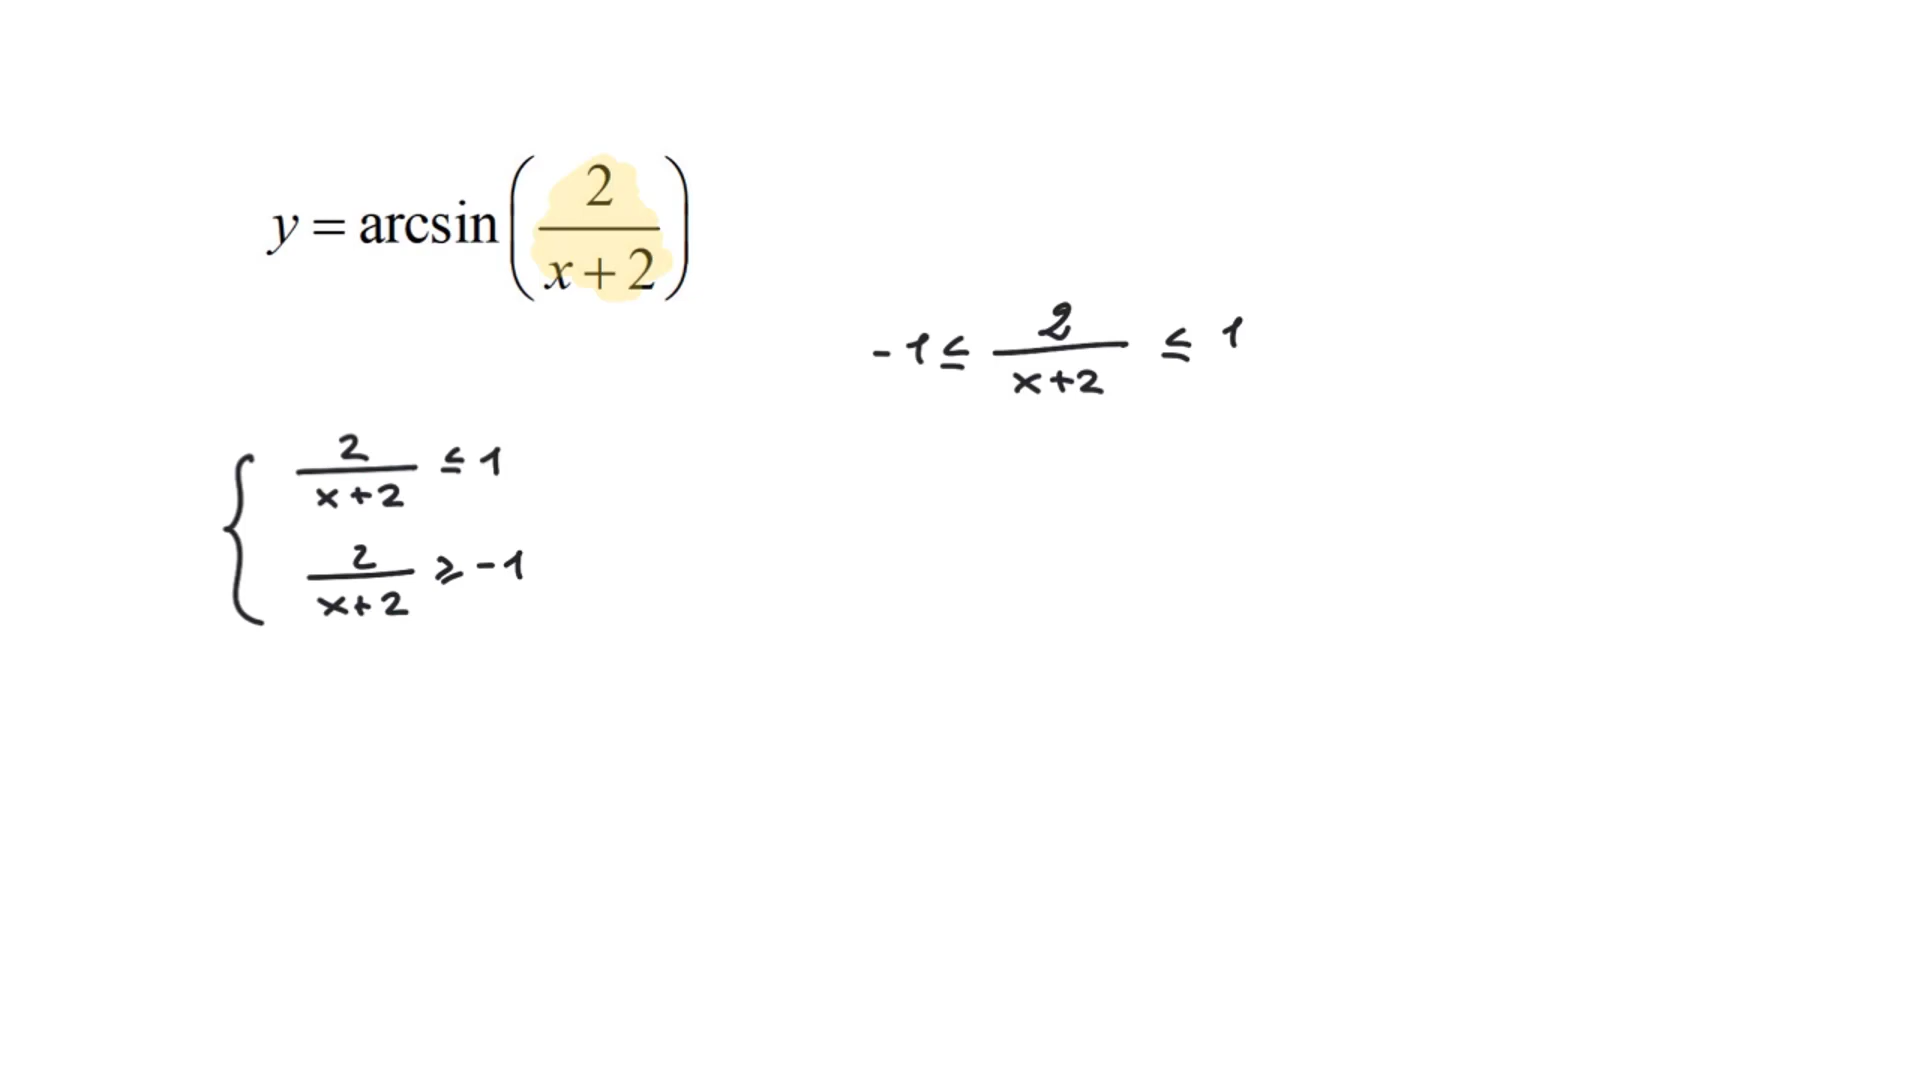 y = arcsin(2/(x+2))
-1 ≤ 2/(x+2) ≤ 1
{ 2/(x+2) ≤ 1
2/(x+2) ≥ -1